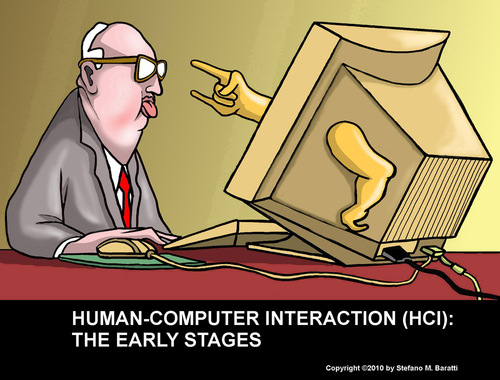 HUMAN-COMPUTER INTERACTION (HCI):
THE EARLY STAGES
Copyright ©2010 by Stefano M. Baratti